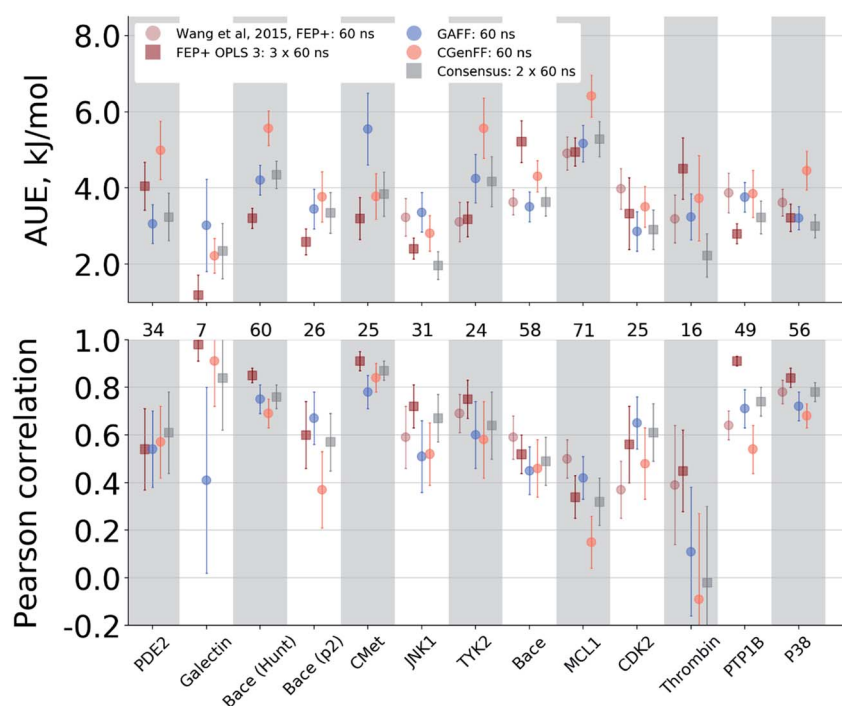 Wang et al, 2015, FEP+: 60 ns
FEP+ OPLS 3: 3 x 60 ns
GAFF: 60 ns
CGenFF: 60 ns
Consensus: 2 x 60 ns
AUE, kJ/mol
8.0
6.0
4.0
2.0
34 7 60 26 25 31 24 58 71 25 16 49 56
Pearson correlation
1.0
0.8
0.6
0.4
0.2
0.0
-0.2
PDE2
Galectin
Bace (Hunt)
Bace (p2)
CMet
JNK1
TYK2
Bace
MCL1
CDK2
Thrombin
PTP1B
P38